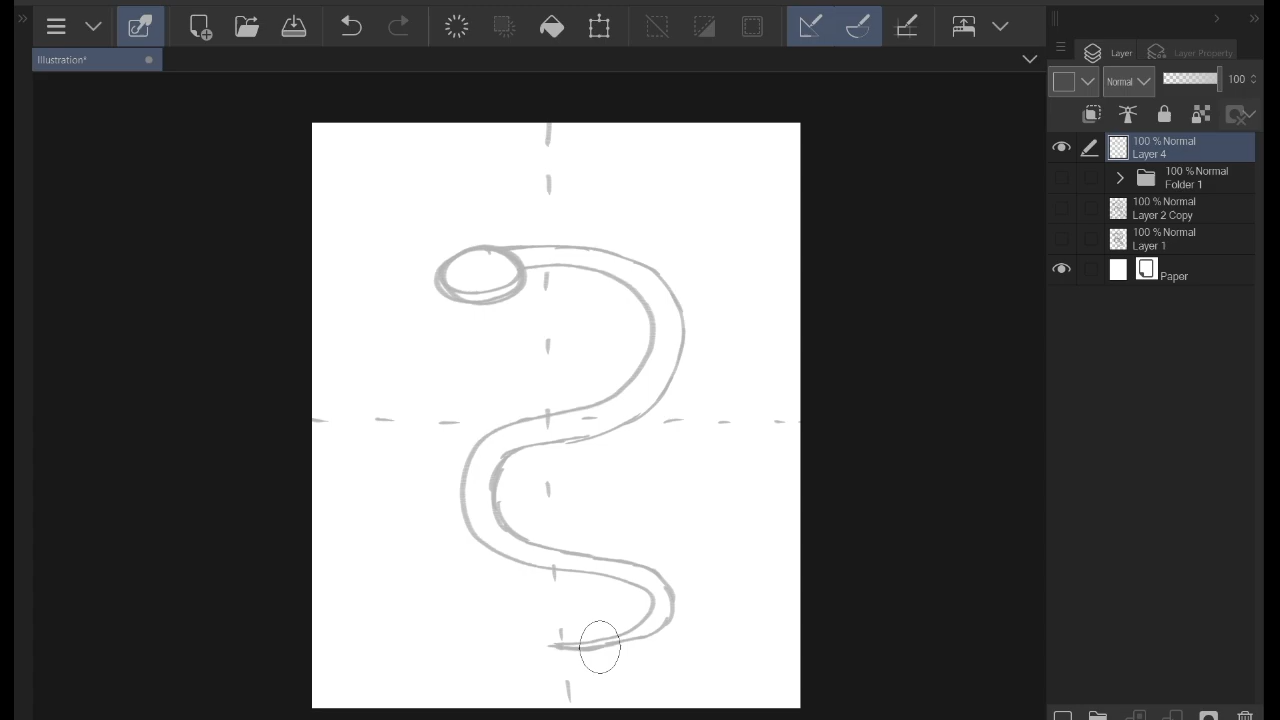 Illustration*
Layer
Layer Property
Normal
100
100 %Normal
Layer 4
100 %Normal
Folder 1
100 %Normal
Layer 2 Copy
100 %Normal
Layer 1
Paper